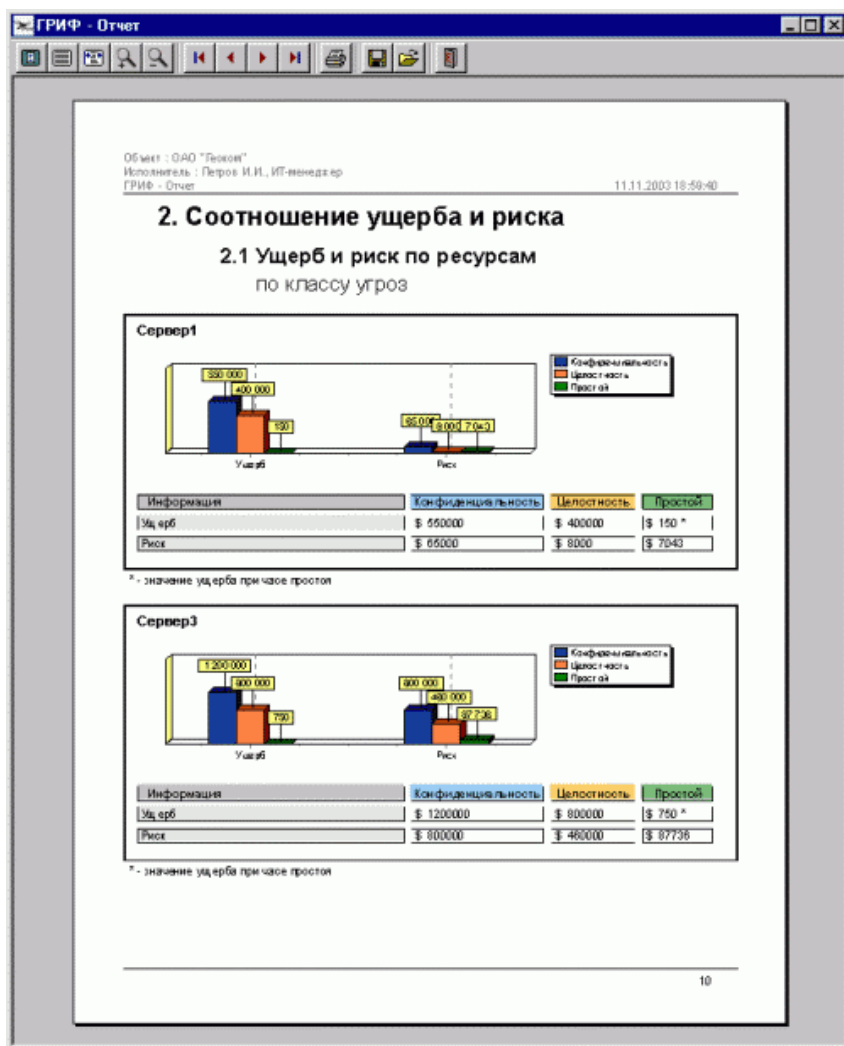 ГРИФ - Отчет
Объект : ОАО "Геоком"
Исполнитель : Петров И.И., ИТ-менеджер
ГРИФ - Отчет 11.11.2003 18:59:40
2. Соотношение ущерба и риска
2.1 Ущерб и риск по ресурсам
по классу угроз
Сервер1
550 000
400 000
150
65 000
8 000
7 043
Конфиденциальность
Целостность
Простой
Ущерб Риск
Информация Конфиденциальность Целостность Простой
Ущерб $ 550000 $ 400000 $ 150 *
Риск $ 65000 $ 8000 $ 7043
* - значение ущерба при часе простоя
Сервер3
1 200 000
800 000
750
800 000
460 000
87 736
Конфиденциальность
Целостность
Простой
Ущерб Риск
Информация Конфиденциальность Целостность Простой
Ущерб $ 1200000 $ 800000 $ 750 *
Риск $ 800000 $ 460000 $ 87736
* - значение ущерба при часе простоя
10